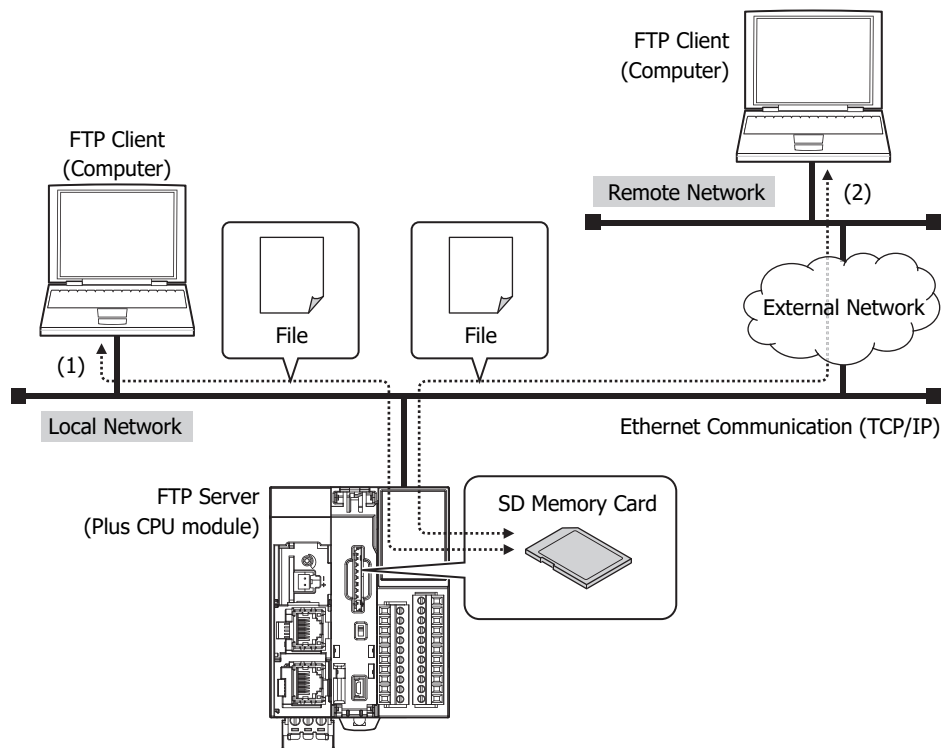 FTP Client
(Computer)
FTP Client
(Computer)
Remote Network
(2)
File
File
External Network
(1)
Local Network
Ethernet Communication (TCP/IP)
FTP Server
(Plus CPU module)
SD Memory Card